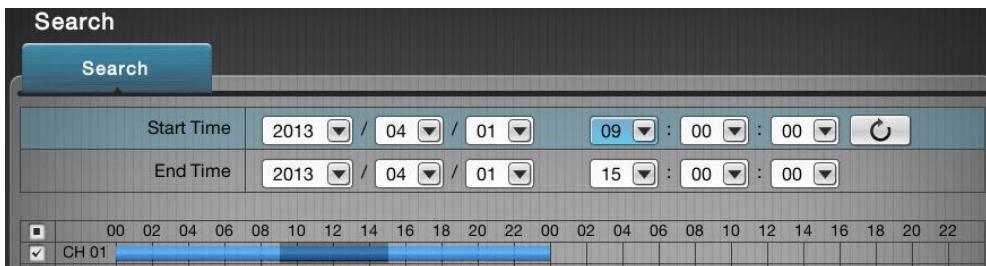 Search
Search
Start Time 2013 / 04 / 01 09 : 00 : 00
End Time 2013 / 04 / 01 15 : 00 : 00
00 02 04 06 08 10 12 14 16 18 20 22 00 02 04 06 08 10 12 14 16 18 20 22
CH 01